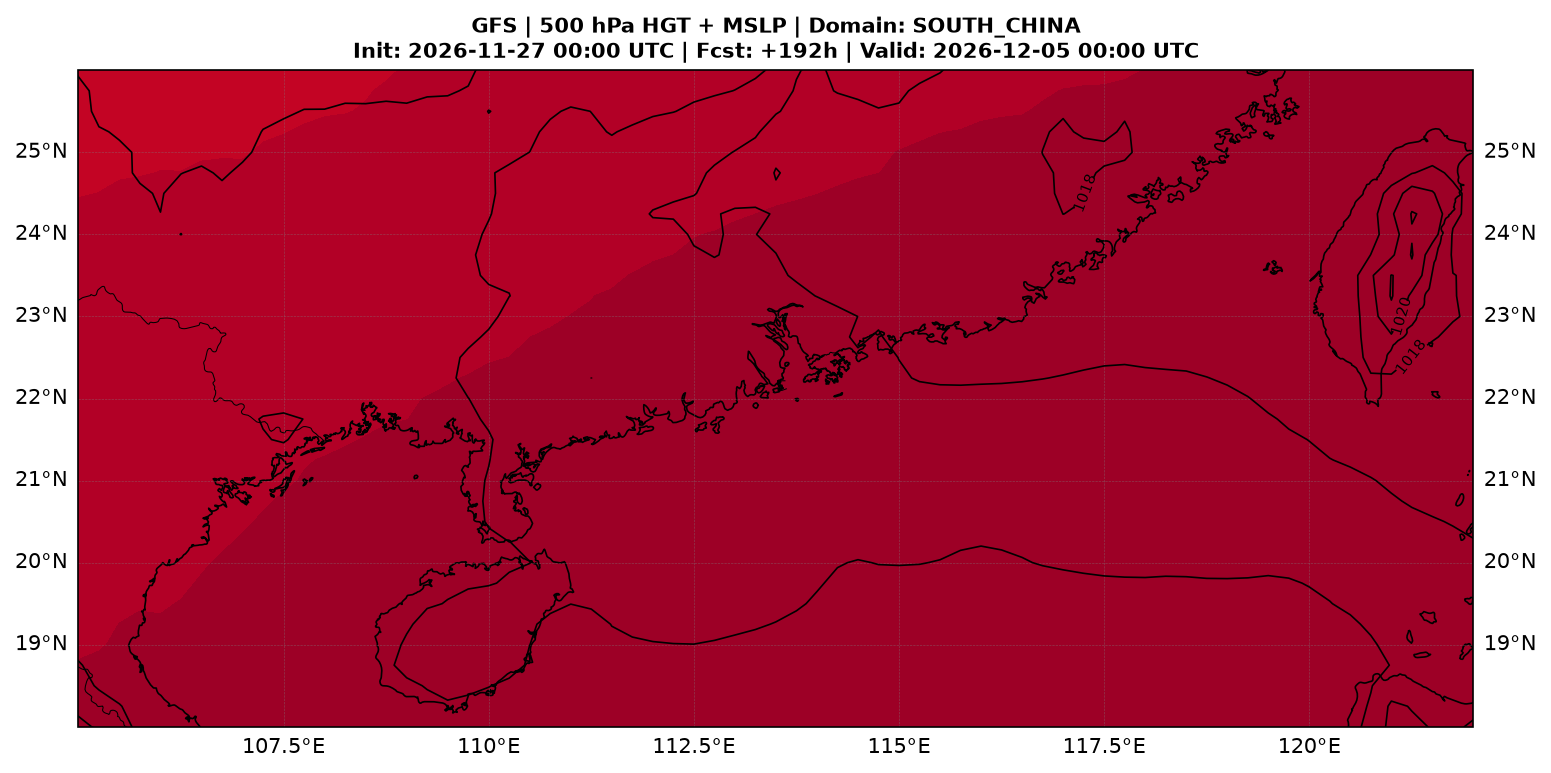 GFS | 500 hPa HGT + MSLP | Domain: SOUTH_CHINA
Init: 2026-11-27 00:00 UTC | Fcst: +192h | Valid: 2026-12-05 00:00 UTC
25°N 25°N
1018
24°N 24°N
23°N 1020 23°N
1018
22°N 22°N
21°N 21°N
20°N 20°N
19°N 19°N
107.5°E 110°E 112.5°E 115°E 117.5°E 120°E